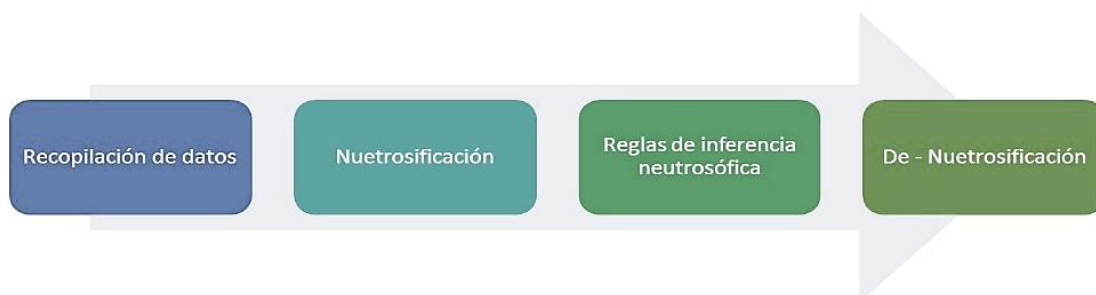 Recopilación de datos
Nuetrosificación
Reglas de inferencia
neutrosófica
De - Nuetrosificación